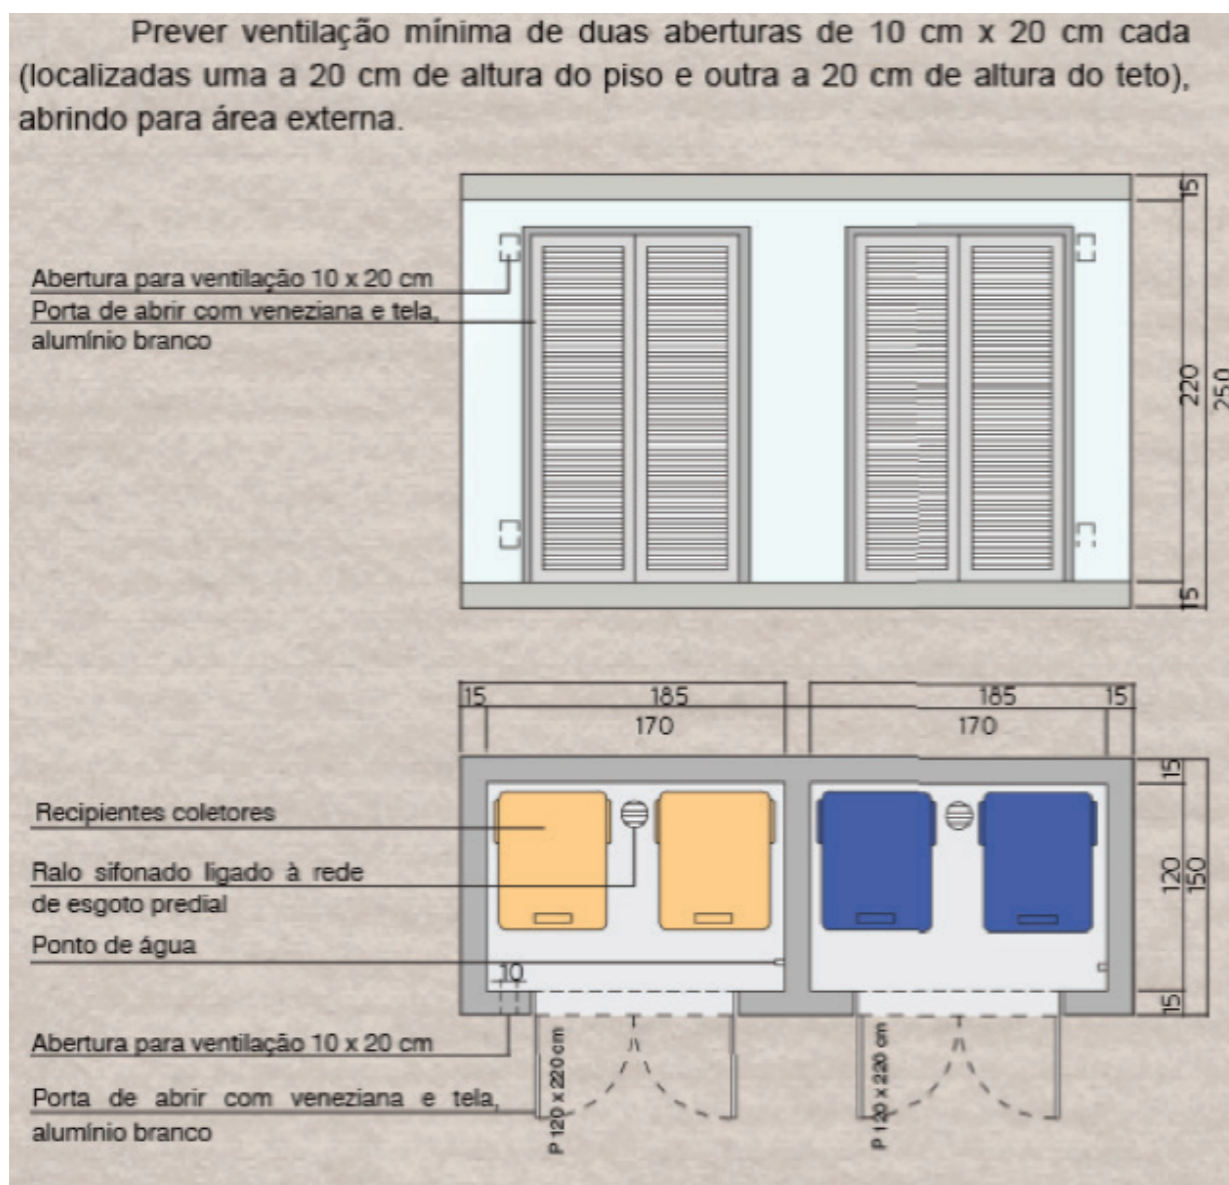 Prever ventilação mínima de duas aberturas de 10 cm x 20 cm cada
(localizadas uma a 20 cm de altura do piso e outra a 20 cm de altura do teto),
abrindo para área externa.
15
Abertura para ventilação 10 x 20 cm
Porta de abrir com veneziana e tela,
alumínio branco
220
250
15
15 185 185 15
170 170
15
Recipientes coletores
Ralo sifonado ligado à rede
de esgoto predial
120
150
Ponto de água
10
15
Abertura para ventilação 10 x 20 cm
P 120 x 220 cm
P 120 x 220 cm
Porta de abrir com veneziana e tela,
alumínio branco